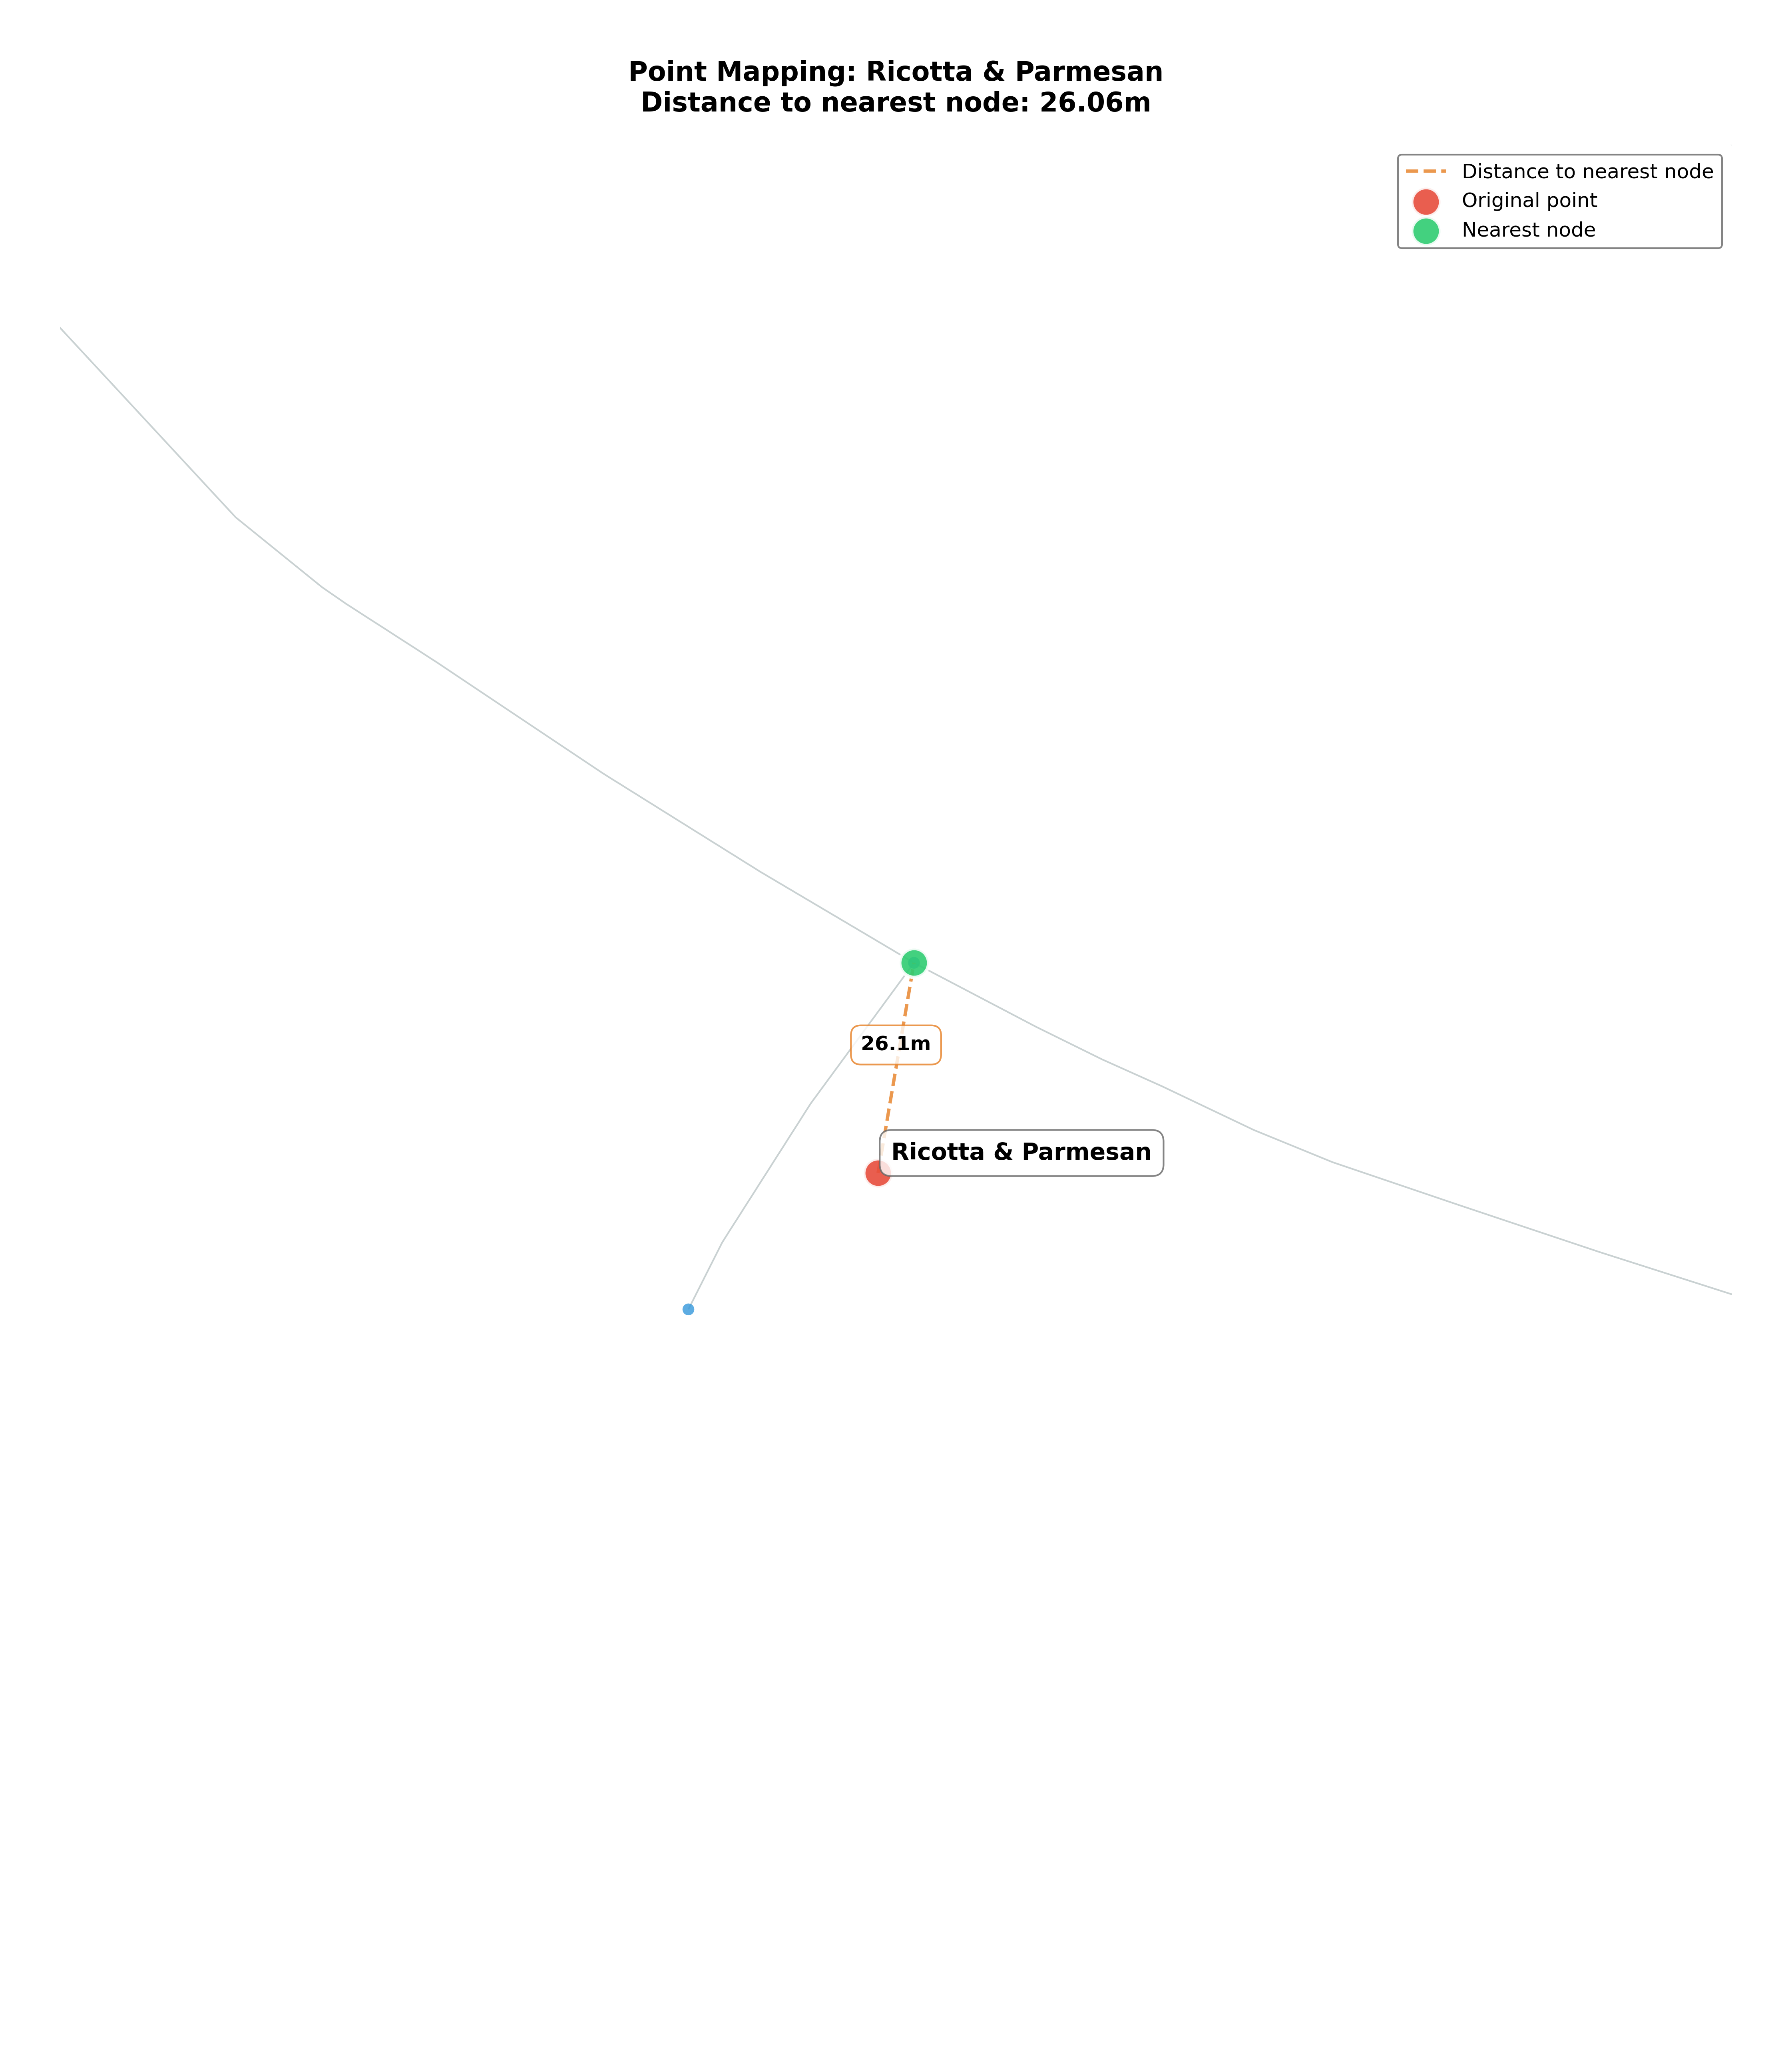 Point Mapping: Ricotta & Parmesan
Distance to nearest node: 26.06m
Distance to nearest node
Original point
Nearest node
26.1m
Ricotta & Parmesan